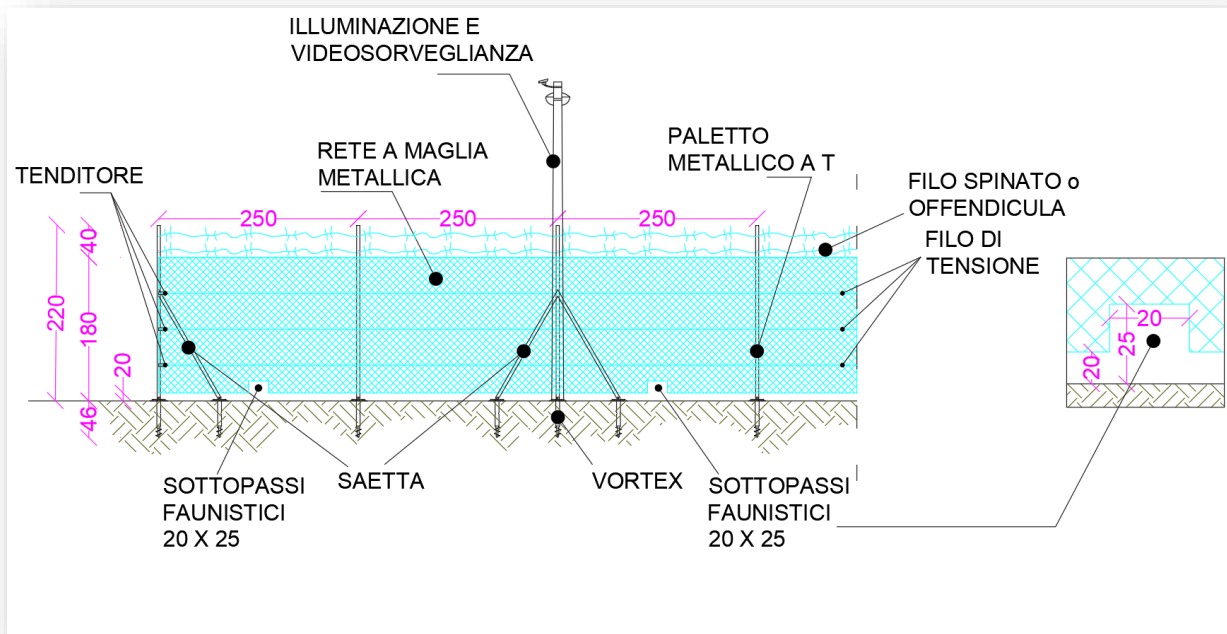 ILLUMINAZIONE E
VIDEOSORVEGLIANZA
TENDITORE
RETE A MAGLIA
METALLICA
PALETTO
METALLICO A T
FILO SPINATO o
OFFENDICULA
FILO DI
TENSIONE
250
250
250
40
220
180
20
46
20
25
20
SOTTOPASSI
FAUNISTICI
20 X 25
SAETTA
VORTEX
SOTTOPASSI
FAUNISTICI
20 X 25